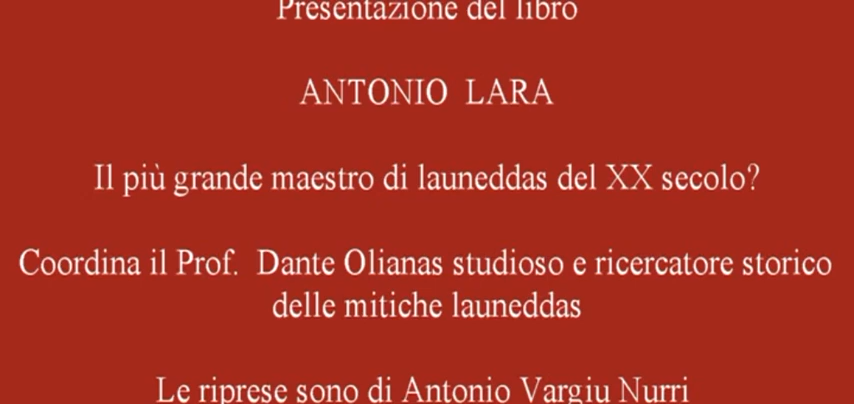 Presentazione del libro
ANTONIO LARA
Il più grande maestro di launeddas del XX secolo?
Coordina il Prof. Dante Olianas studioso e ricercatore storico
delle mitiche launeddas
Le riprese sono di Antonio Vargiu Nurri